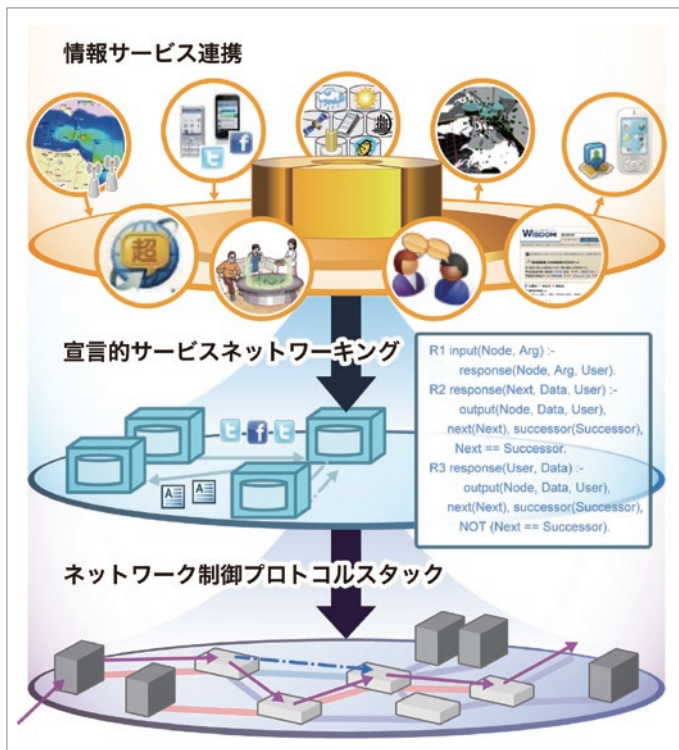 情報サービス連携
超
WISDOM
宣言的サービスネットワーキング
R1 input(Node, Arg) :-
response(Node, Arg, User).
R2 response(Next, Data, User) :-
output(Node, Data, User),
next(Next), successor(Successor),
Next == Successor.
R3 response(User, Data) :-
output(Node, Data, User),
next(Next), successor(Successor),
NOT (Next == Successor).
t f t
A A
ネットワーク制御プロトコルスタック